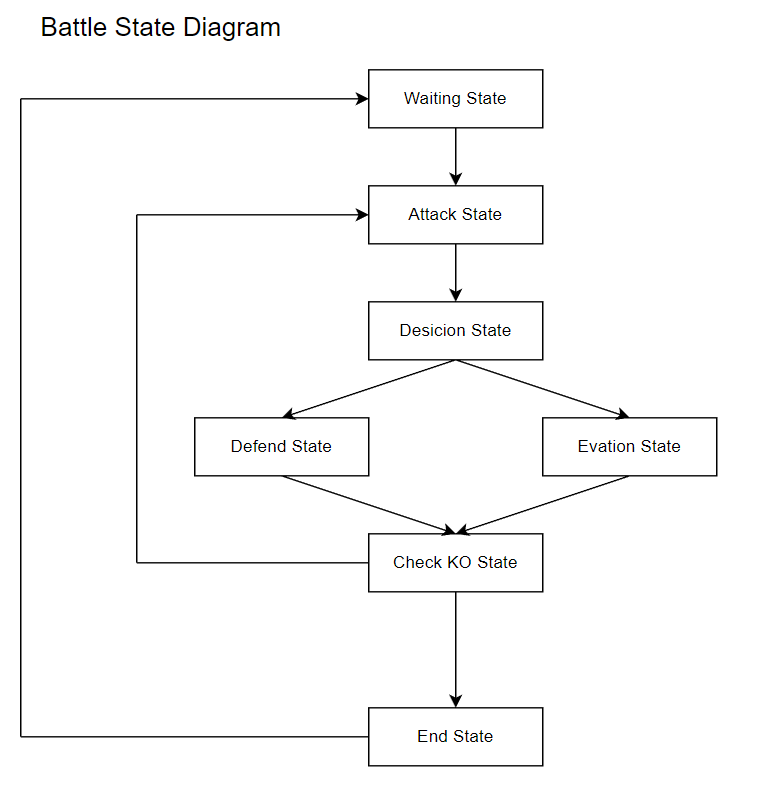 Battle State Diagram
Waiting State
Attack State
Desicion State
Defend State
Evation State
Check KO State
End State